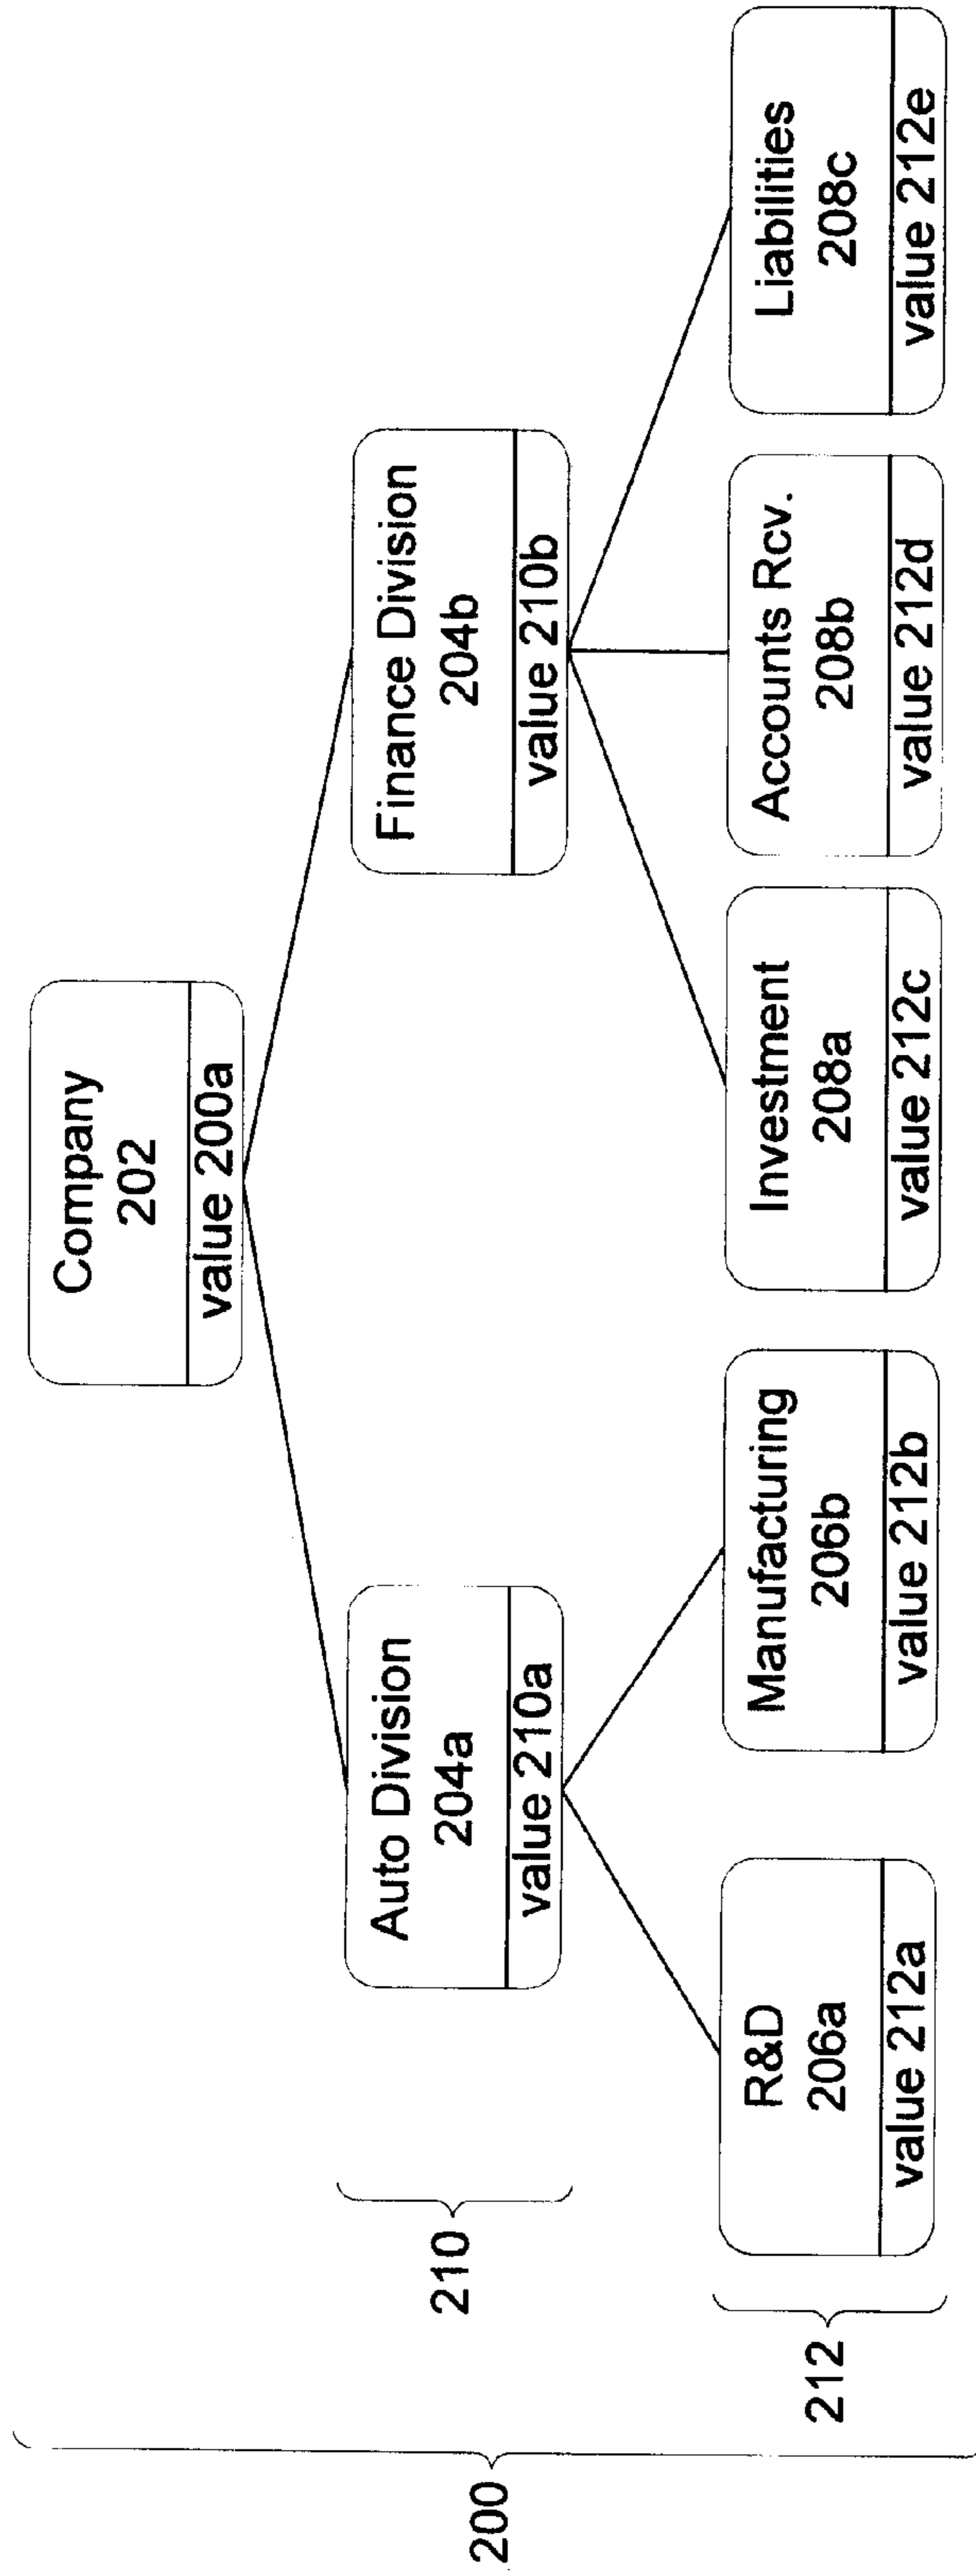 Company
202
value 200a
Auto Division
204a
value 210a
Finance Division
204b
value 210b
210
R&D
206a
value 212a
Manufacturing
206b
value 212b
Investment
208a
value 212c
Accounts Rcv.
208b
value 212d
Liabilities
208c
value 212e
212
200